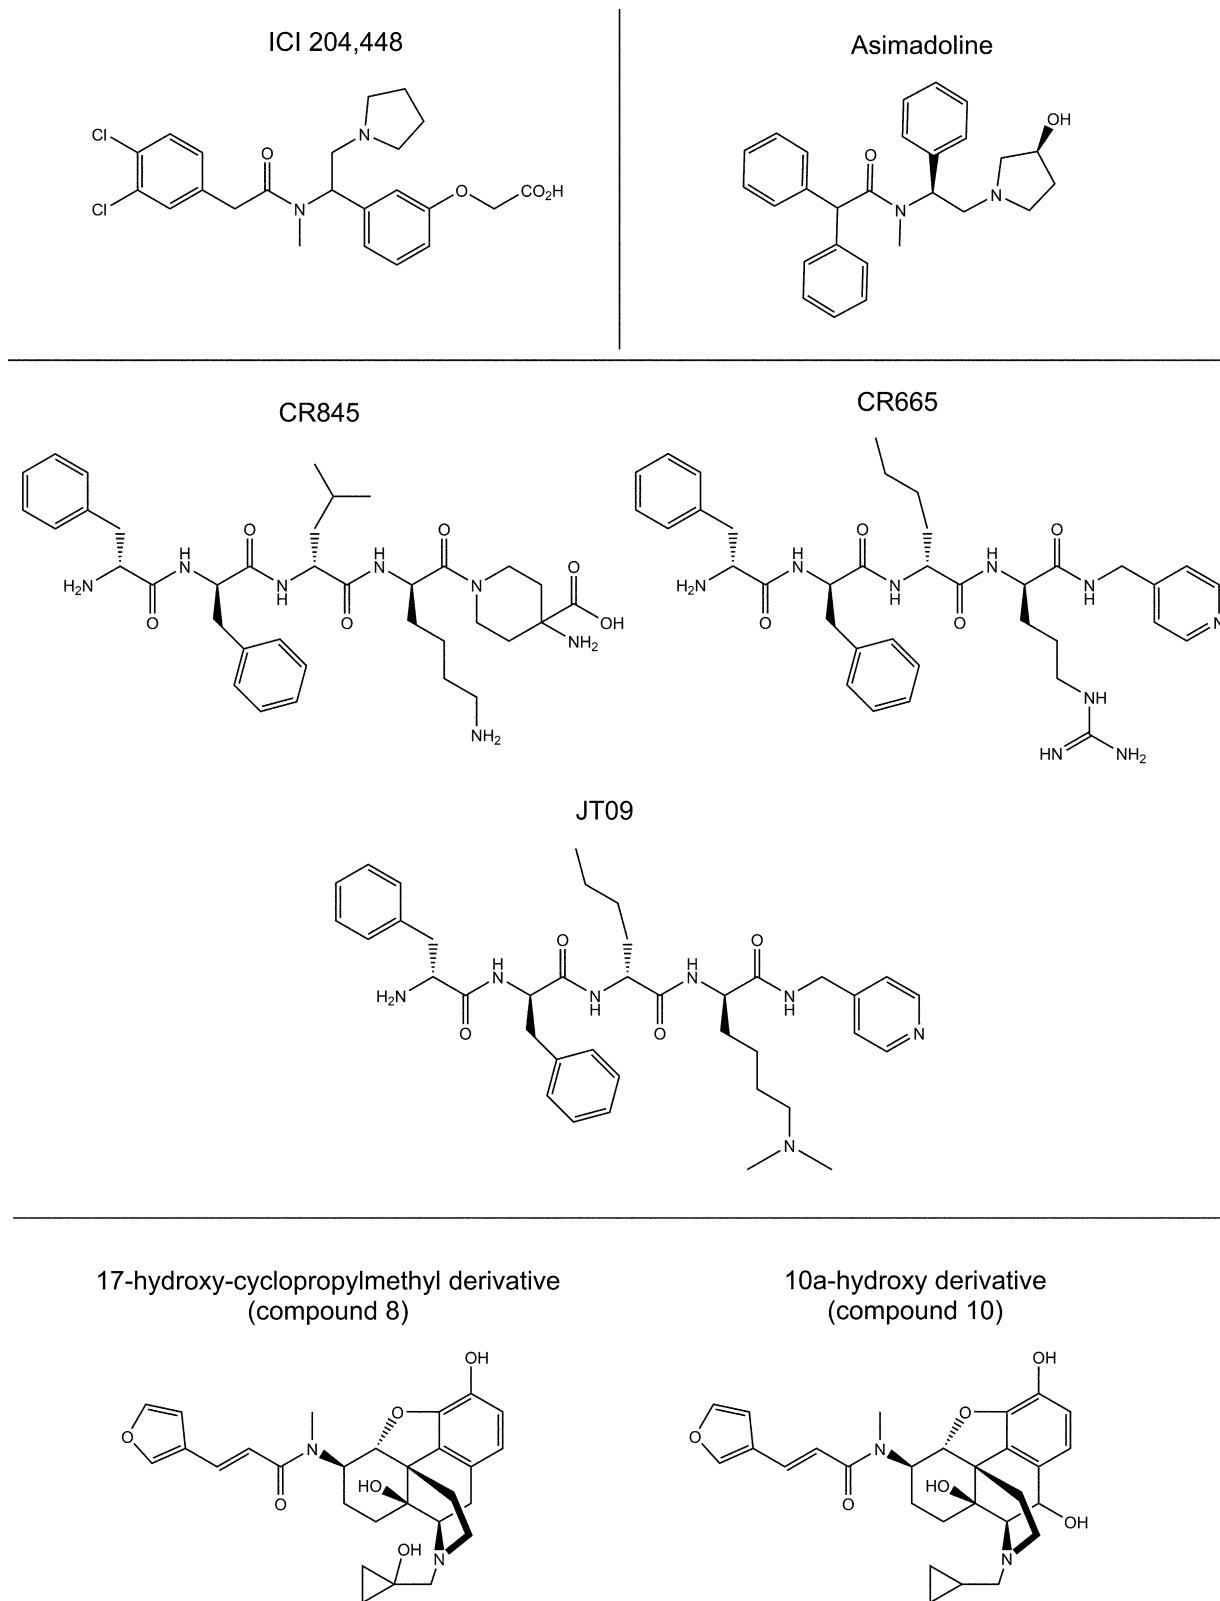 ICI 204,448
Asimadoline
Cl
Cl
O
N
N
O
CO₂H
O
N
N
OH
CR845
CR665
H₂N
O
H
N
O
N
H
O
H
N
O
N
O
OH
NH₂
NH₂
H₂N
O
H
N
O
N
H
O
H
N
O
N
H
N
NH
HN
NH₂
JT09
H₂N
O
H
N
O
N
H
O
H
N
O
N
H
N
N
17-hydroxy-cyclopropylmethyl derivative
(compound 8)
10a-hydroxy derivative
(compound 10)
O
O
N
O
HO
OH
N
OH
O
O
N
O
HO
OH
N
OH